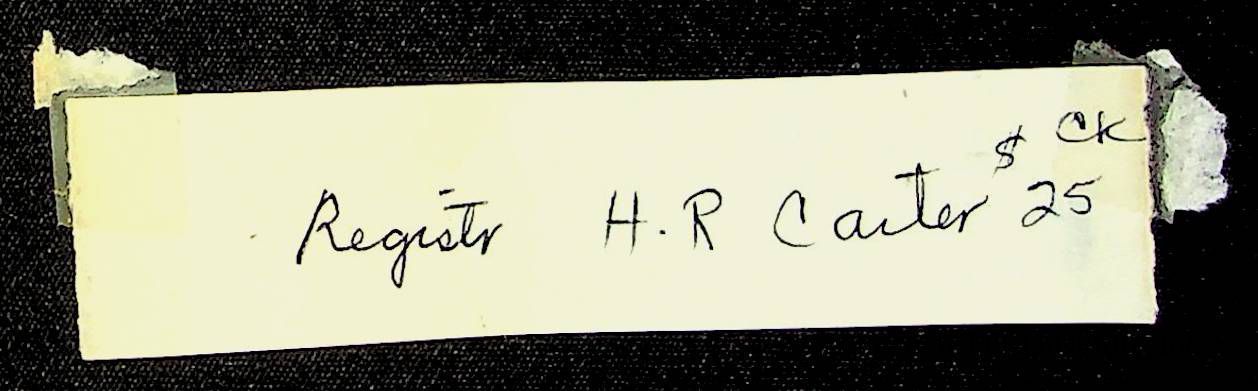 Registr H.R Carter $25 CK